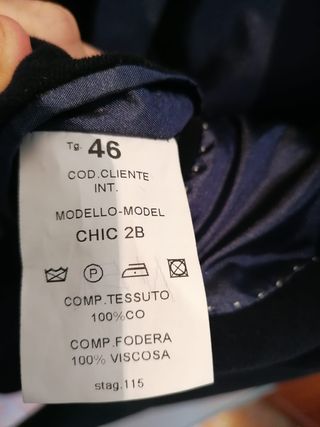 Tg. 46
COD.CLIENTE
INT.
MODELLO-MODEL
CHIC 2B
P
COMP.TESSUTO
100%CO
COMP.FODERA
100% VISCOSA
stag.115